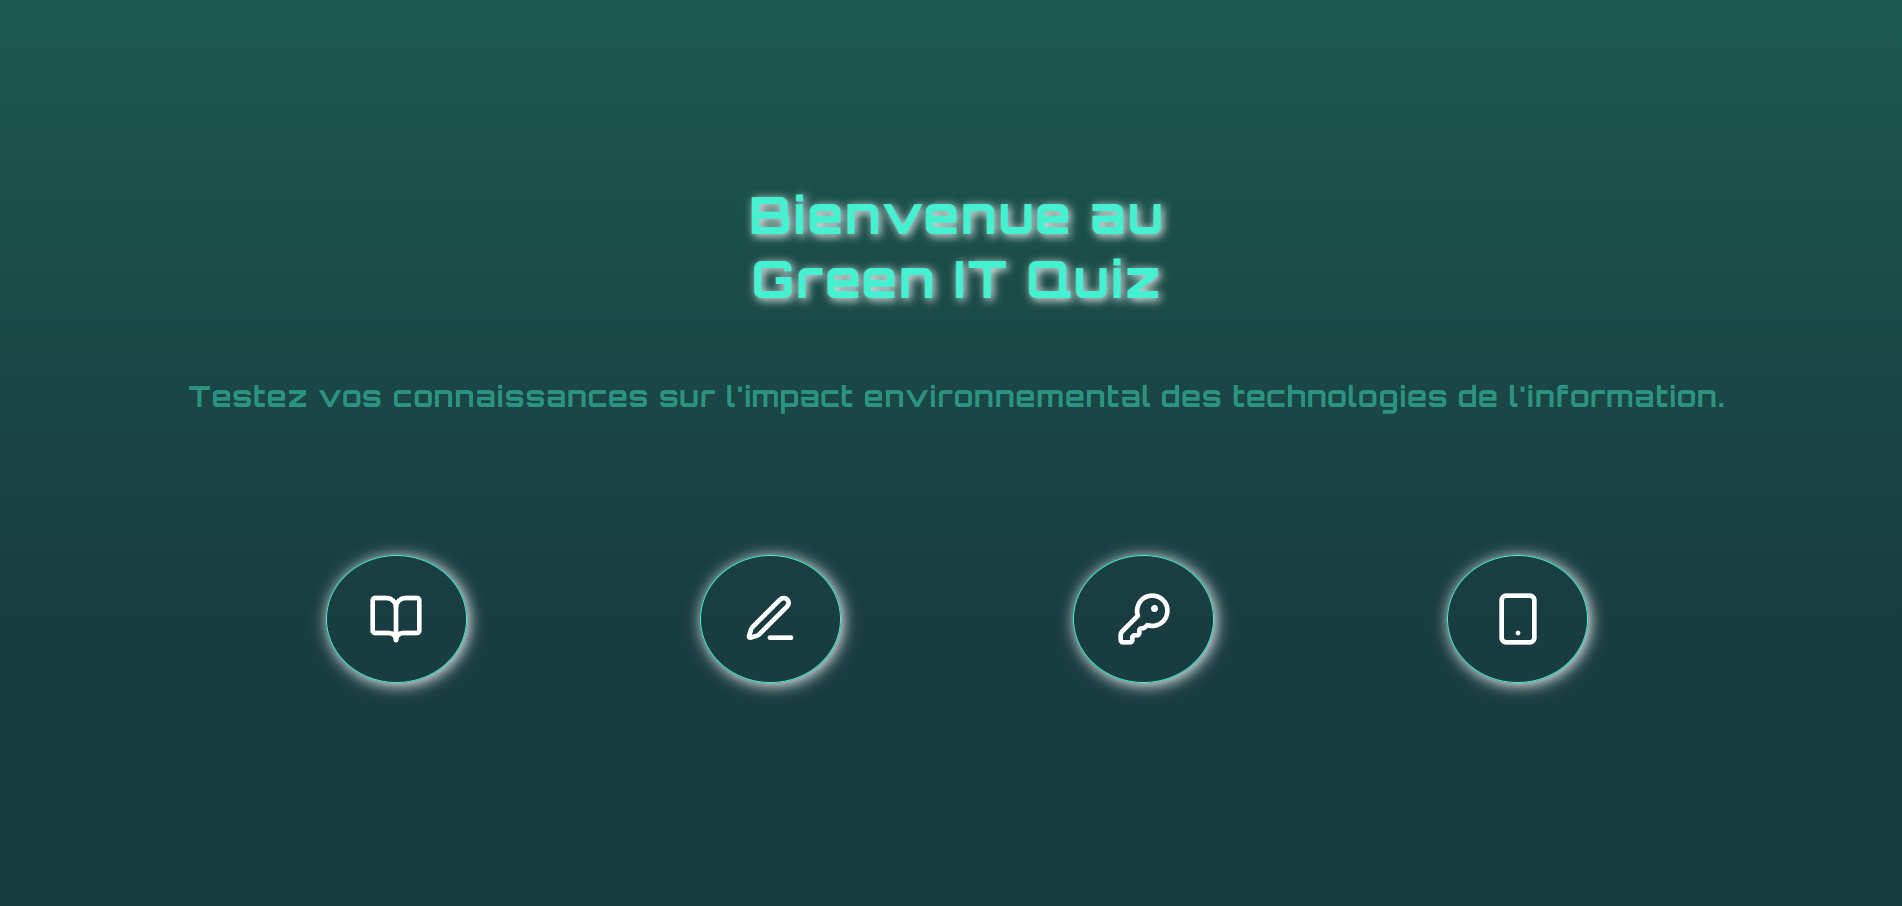 Bienvenue au
Green IT Quiz
Testez vos connaissances sur l'impact environnemental des technologies de l'information.